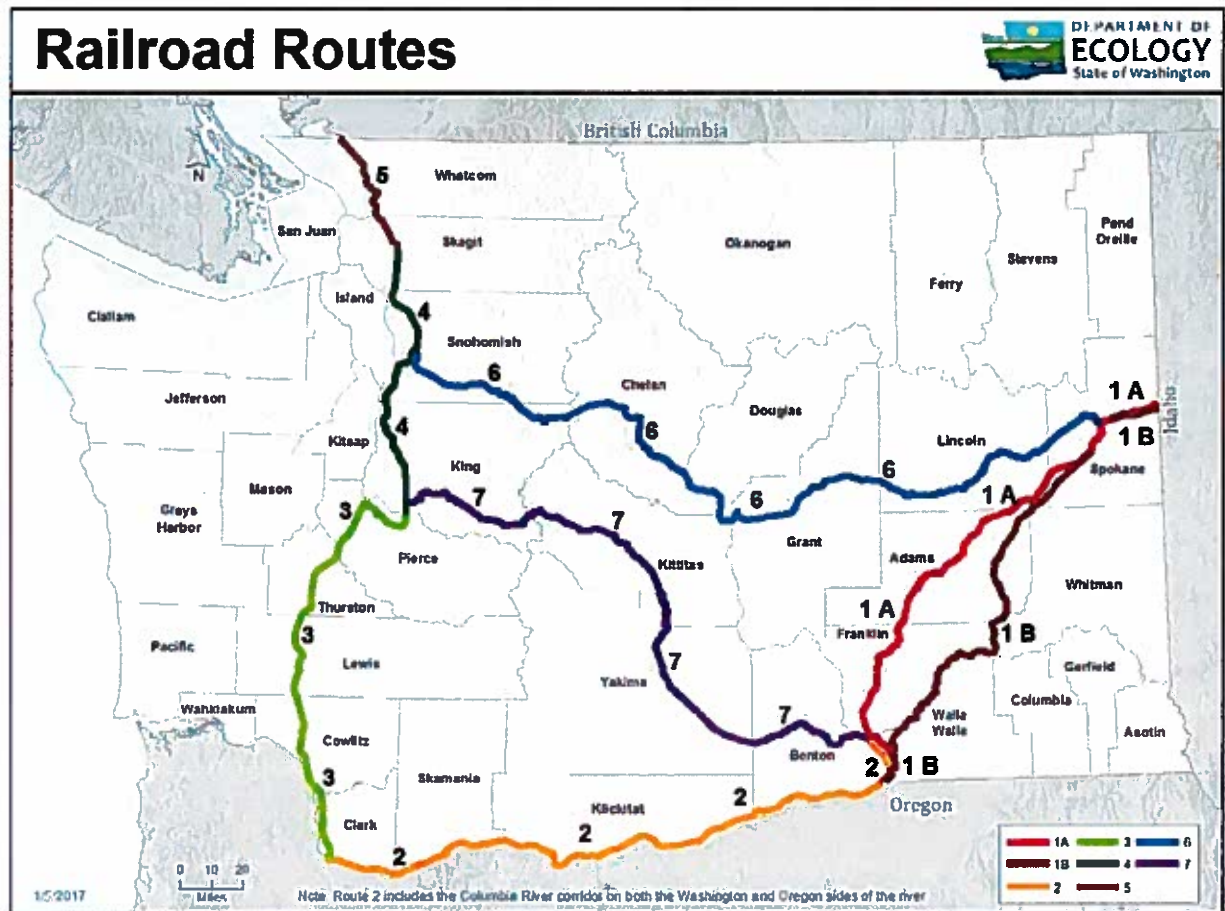 Railroad Routes
DEPARTMENT OF
ECOLOGY
State of Washington
British Columbia
N
5
Whatcom
San Juan
Skagit
Okanogan
Pend
Oreille
Stevens
Ferry
Island
4
Clallam
Snohomish
6
Chelan
Jefferson
Douglas
1 A
Idaho
4
Kitsap
6
Lincoln
1 B
King
6
Spokane
Mason
7
1 A
3
6
Grays
Harbor
7
Grant
Pierce
Adams
Kittitas
Whitman
Thurston
1 A
3
Franklin
1 B
Pacific
Lewis
7
Garfield
Yakima
Columbia
Wahkiakum
7
Walla
Walla
Asotin
Cowlitz
Benton
2
1 B
3
Skamania
2
Klickitat
Oregon
Clark
2
2
1A
3
6
1B
4
7
2
5
0 10 20
Miles
1/5/2017
Note: Route 2 includes the Columbia River corridor on both the Washington and Oregon sides of the river